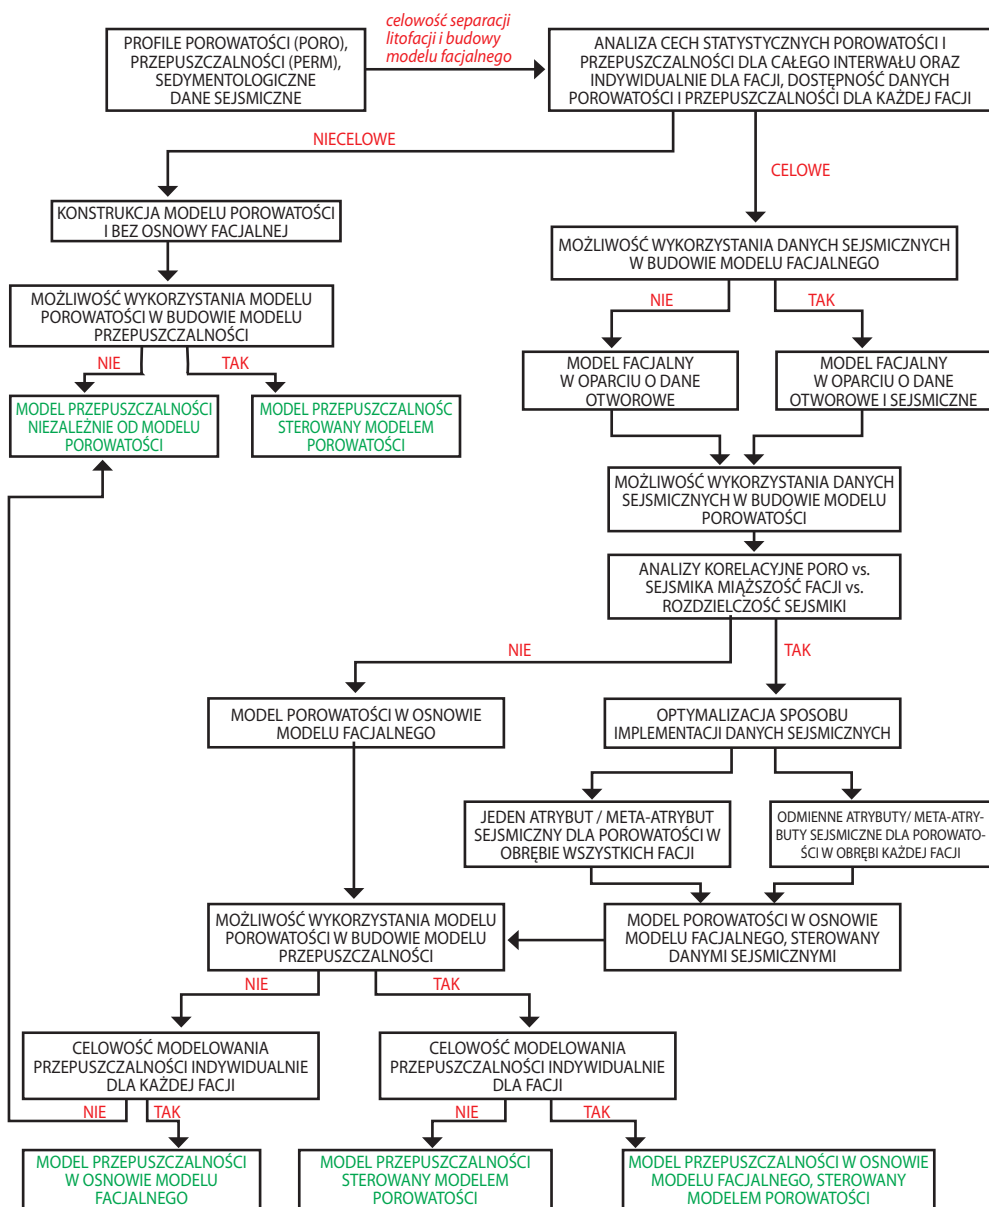 PROFILE POROWATOŚCI (PORO),
PRZEPUSZCZALNOŚCI (PERM),
SEDYMENTOLOGICZNE
DANE SEJSMICZNE
celowość separacji
litofacji i budowy
modelu facjalnego
ANALIZA CECH STATYSTYCZNYCH POROWATOŚCI I
PRZEPUSZCZALNOŚCI DLA CAŁEGO INTERWAŁU ORAZ
INDYWIDUALNIE DLA FACJI, DOSTĘPNOŚĆ DANYCH
POROWATOŚCI I PRZEPUSZCZALNOŚCI DLA KAŻDEJ FACJI
NIECELOWE
CELOWE
KONSTRUKCJA MODELU POROWATOŚCI
I BEZ OSNOWY FACJALNEJ
MOŻLIWOŚĆ WYKORZYSTANIA DANYCH SEJSMICZNYCH
W BUDOWIE MODELU FACJALNEGO
MOŻLIWOŚĆ WYKORZYSTANIA MODELU
POROWATOŚCI W BUDOWIE MODELU
PRZEPUSZCZALNOŚCI
NIE
TAK
NIE
TAK
MODEL PRZEPUSZCZALNOŚCI
NIEZALEŻNIE OD MODELU
POROWATOŚCI
MODEL PRZEPUSZCZALNOŚC
STEROWANY MODELEM
POROWATOŚCI
MODEL FACJALNY
W OPARCIU O DANE
OTWOROWE
MODEL FACJALNY
W OPARCIU O DANE
OTWOROWE I SEJSMICZNE
MOŻLIWOŚĆ WYKORZYSTANIA DANYCH
SEJSMICZNYCH W BUDOWIE MODELU
POROWATOŚCI
ANALIZY KORELACYJNE PORO vs.
SEJSMIKA MIĄŻSZOŚĆ FACJI vs.
ROZDZIELCZOŚĆ SEJSMIKI
NIE
TAK
MODEL POROWATOŚCI W OSNOWIE
MODELU FACJALNEGO
OPTYMALIZACJA SPOSOBU
IMPLEMENTACJI DANYCH SEJSMICZNYCH
JEDEN ATRYBUT / META-ATRYBUT
SEJSMICZNY DLA POROWATOŚCI W
OBRĘBIE WSZYSTKICH FACJI
ODMIENNE ATRYBUTY/ META-ATRY-
BUTY SEJSMICZNE DLA POROWATO-
ŚCI W OBRĘBI KAŻDEJ FACJI
MOŻLIWOŚĆ WYKORZYSTANIA MODELU
POROWATOŚCI W BUDOWIE MODELU
PRZEPUSZCZALNOŚCI
MODEL POROWATOŚCI W OSNOWIE
MODELU FACJALNEGO, STEROWANY
DANYMI SEJSMICZNYMI
NIE
TAK
CELOWOŚĆ MODELOWANIA
PRZEPUSZCZALNOŚCI INDYWIDUALNIE
DLA KAŻDEJ FACJI
CELOWOŚĆ MODELOWANIA
PRZEPUSZCZALNOŚCI INDYWIDUALNIE
DLA FACJI
NIE
TAK
NIE
TAK
MODEL PRZEPUSZCZALNOŚCI
W OSNOWIE MODELU
FACJALNEGO
MODEL PRZEPUSZCZALNOŚCI
STEROWANY MODELEM
POROWATOŚCI
MODEL PRZEPUSZCZALNOŚCI W OSNOWIE
MODELU FACJALNEGO, STEROWANY
MODELEM POROWATOŚCI